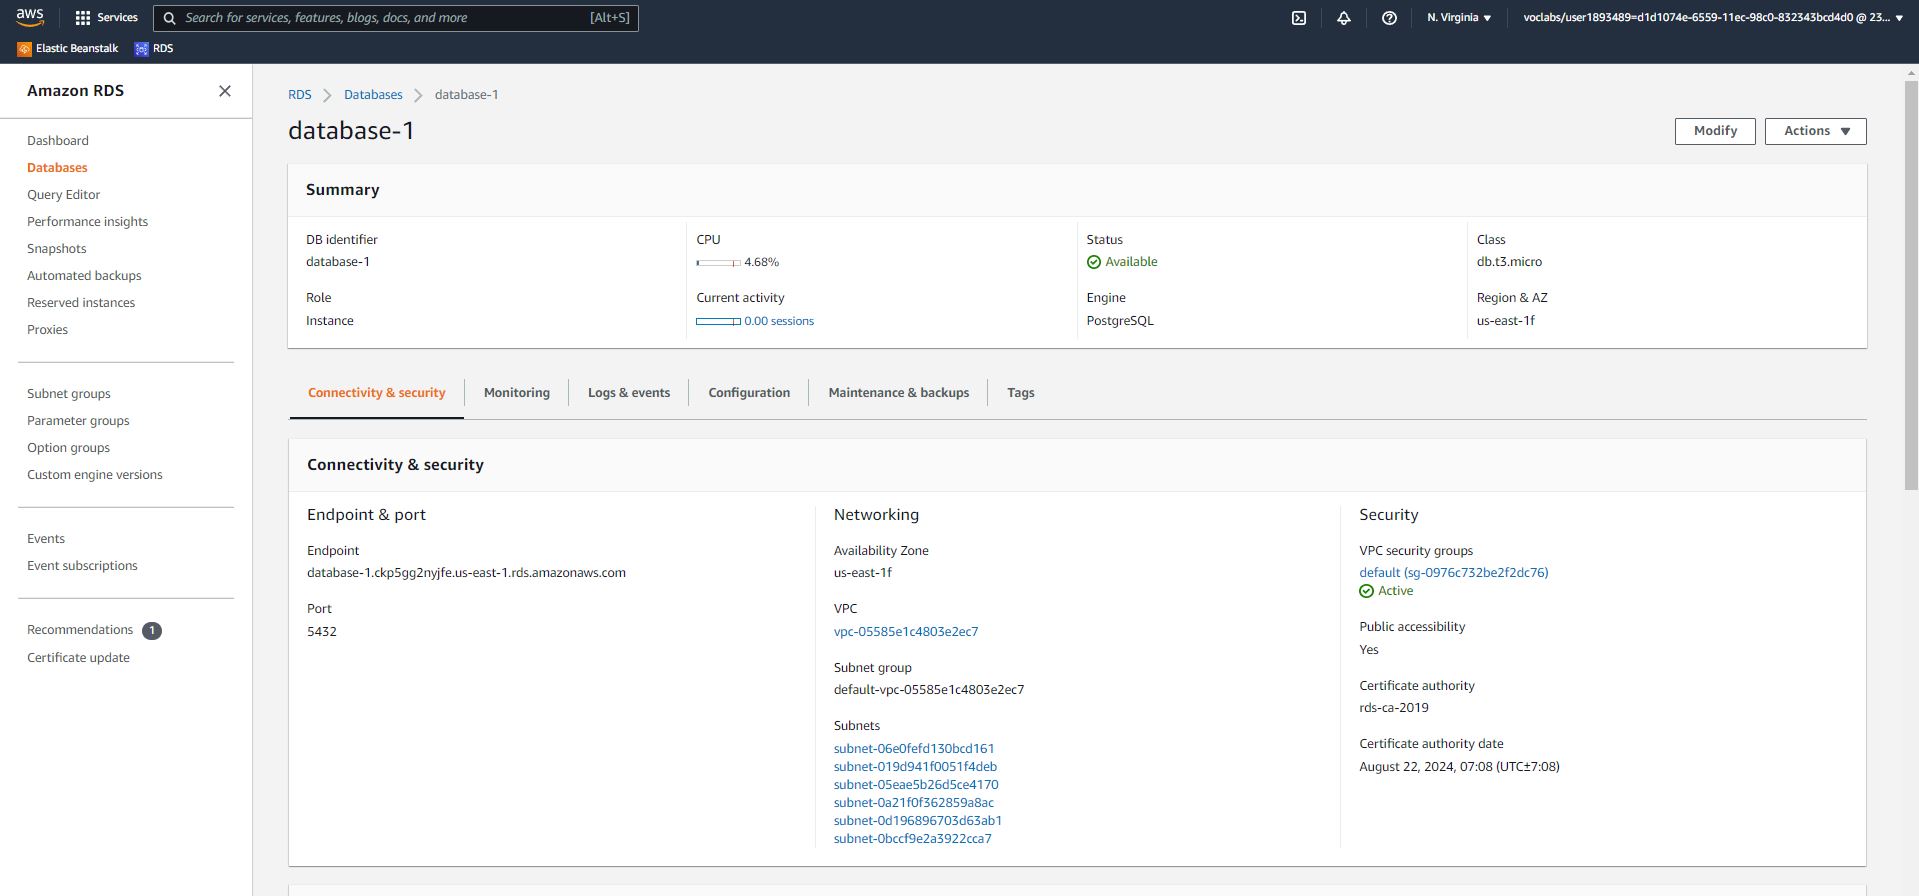 aws
Services
Search for services, features, blogs, docs, and more
[Alt+S]
N. Virginia
voclabs/user1893489=d1d1074e-6559-11ec-98c0-832343bcd4d0 @ 23...
Elastic Beanstalk
RDS
Amazon RDS
Dashboard
Databases
Query Editor
Performance insights
Snapshots
Automated backups
Reserved instances
Proxies
Subnet groups
Parameter groups
Option groups
Custom engine versions
Events
Event subscriptions
Recommendations 1
Certificate update
RDS
Databases
database-1
database-1
Modify
Actions
Summary
DB identifier
database-1
Role
Instance
CPU
4.68%
Current activity
0.00 sessions
Status
Available
Engine
PostgreSQL
Class
db.t3.micro
Region & AZ
us-east-1f
Connectivity & security
Monitoring
Logs & events
Configuration
Maintenance & backups
Tags
Connectivity & security
Endpoint & port
Endpoint
database-1.ckp5gg2nyjfe.us-east-1.rds.amazonaws.com
Port
5432
Networking
Availability Zone
us-east-1f
VPC
vpc-05585e1c4803e2ec7
Subnet group
default-vpc-05585e1c4803e2ec7
Subnets
subnet-06e0fefd130bcd161
subnet-019d941f0051f4deb
subnet-05eae5b26d5ce4170
subnet-0a21f0f362859a8ac
subnet-0d196896703d63ab1
subnet-0bccf9e2a3922cca7
Security
VPC security groups
default (sg-0976c732be2f2dc76)
Active
Public accessibility
Yes
Certificate authority
rds-ca-2019
Certificate authority date
August 22, 2024, 07:08 (UTC±7:08)